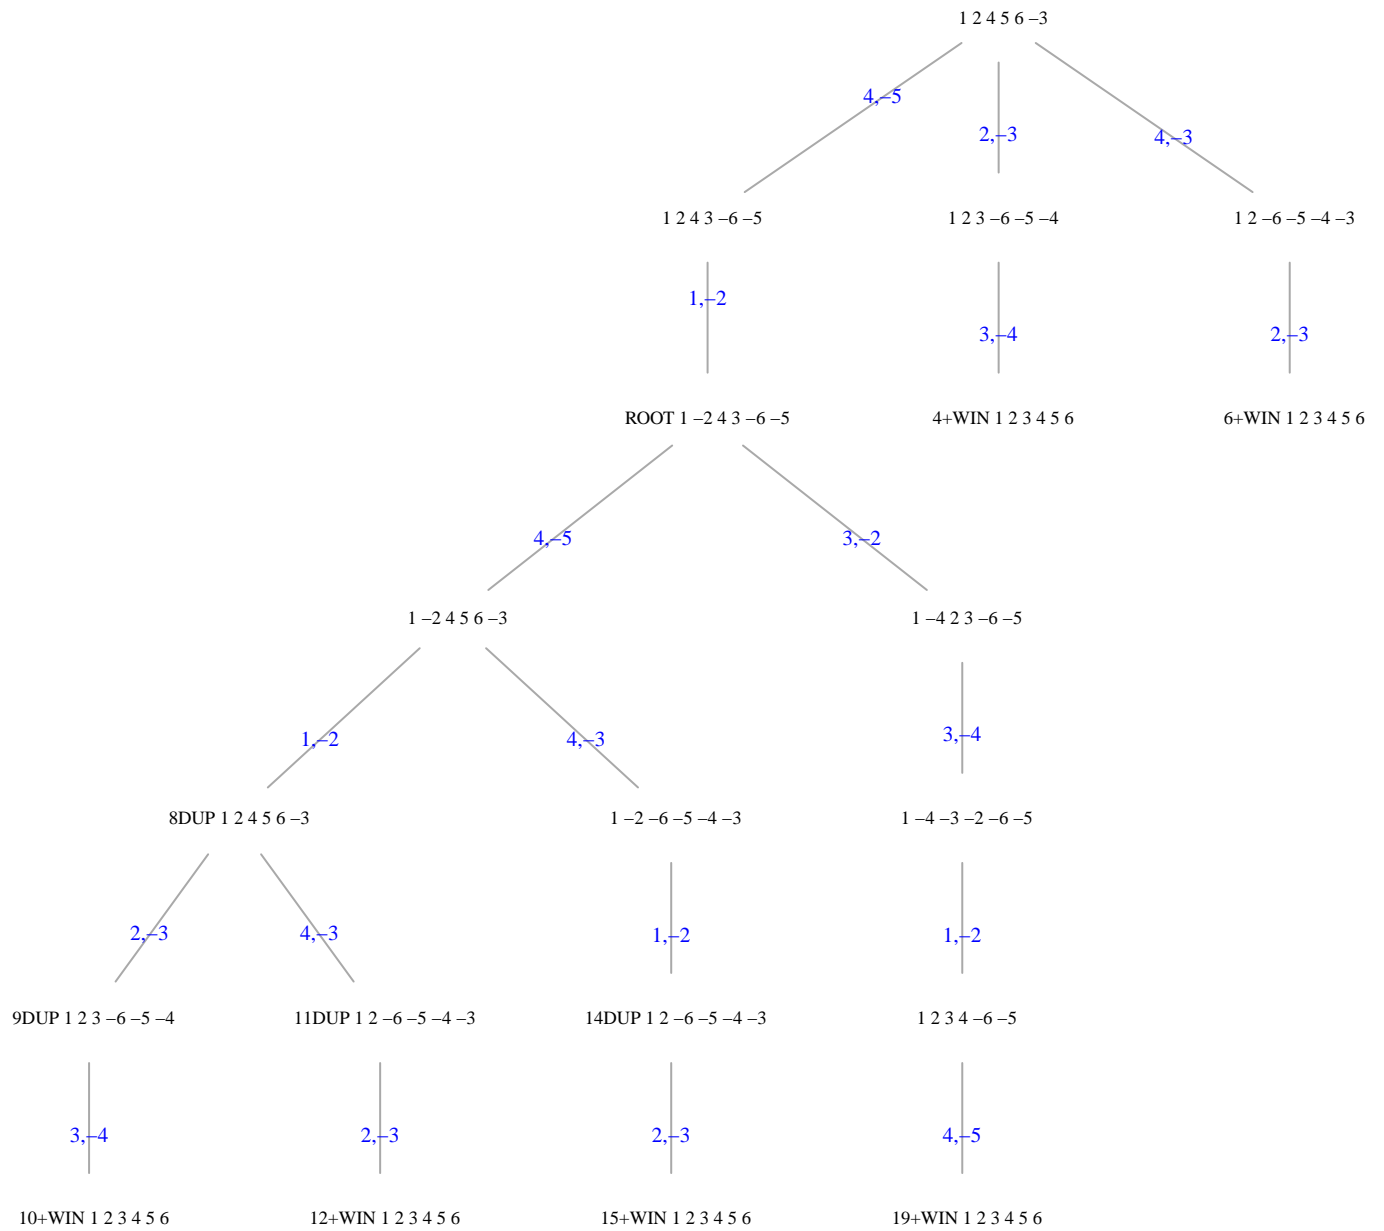 1 2 4 5 6 –3
4,–5
2,–3
4,–3
1 2 4 3 –6 –5
1 2 3 –6 –5 –4
1 2 –6 –5 –4 –3
1,–2
3,–4
2,–3
ROOT 1 –2 4 3 –6 –5
4+WIN 1 2 3 4 5 6
6+WIN 1 2 3 4 5 6
4,–5
3,–2
1 –2 4 5 6 –3
1 –4 2 3 –6 –5
1,–2
4,–3
3,–4
8DUP 1 2 4 5 6 –3
1 –2 –6 –5 –4 –3
1 –4 –3 –2 –6 –5
2,–3
4,–3
1,–2
1,–2
9DUP 1 2 3 –6 –5 –4
11DUP 1 2 –6 –5 –4 –3
14DUP 1 2 –6 –5 –4 –3
1 2 3 4 –6 –5
3,–4
2,–3
2,–3
4,–5
10+WIN 1 2 3 4 5 6
12+WIN 1 2 3 4 5 6
15+WIN 1 2 3 4 5 6
19+WIN 1 2 3 4 5 6